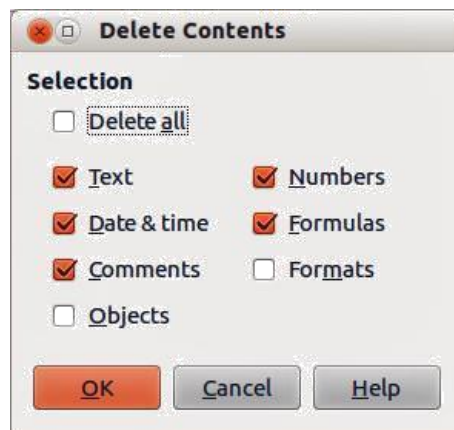 Delete Contents
Selection
Delete all
Text Numbers
Date & time Formulas
Comments Formats
Objects
OK Cancel Help